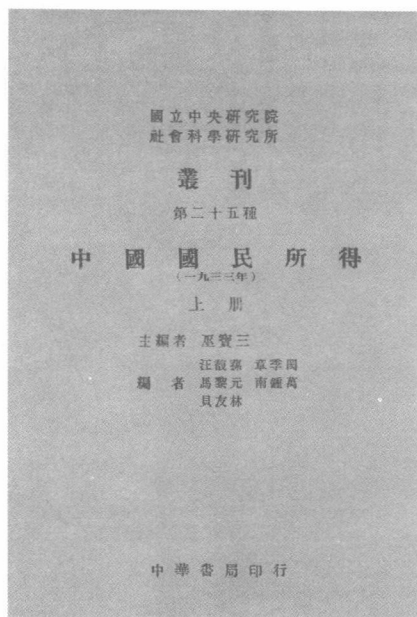 國立中央研究院
社會科學研究所
叢刊
第二十五種
中國國民所得
（一九三三年）
上冊
主編者 巫寶三
汪馥蓀 章季閎
編者 馬黎元 南鍾萬
貝友林
中華書局印行